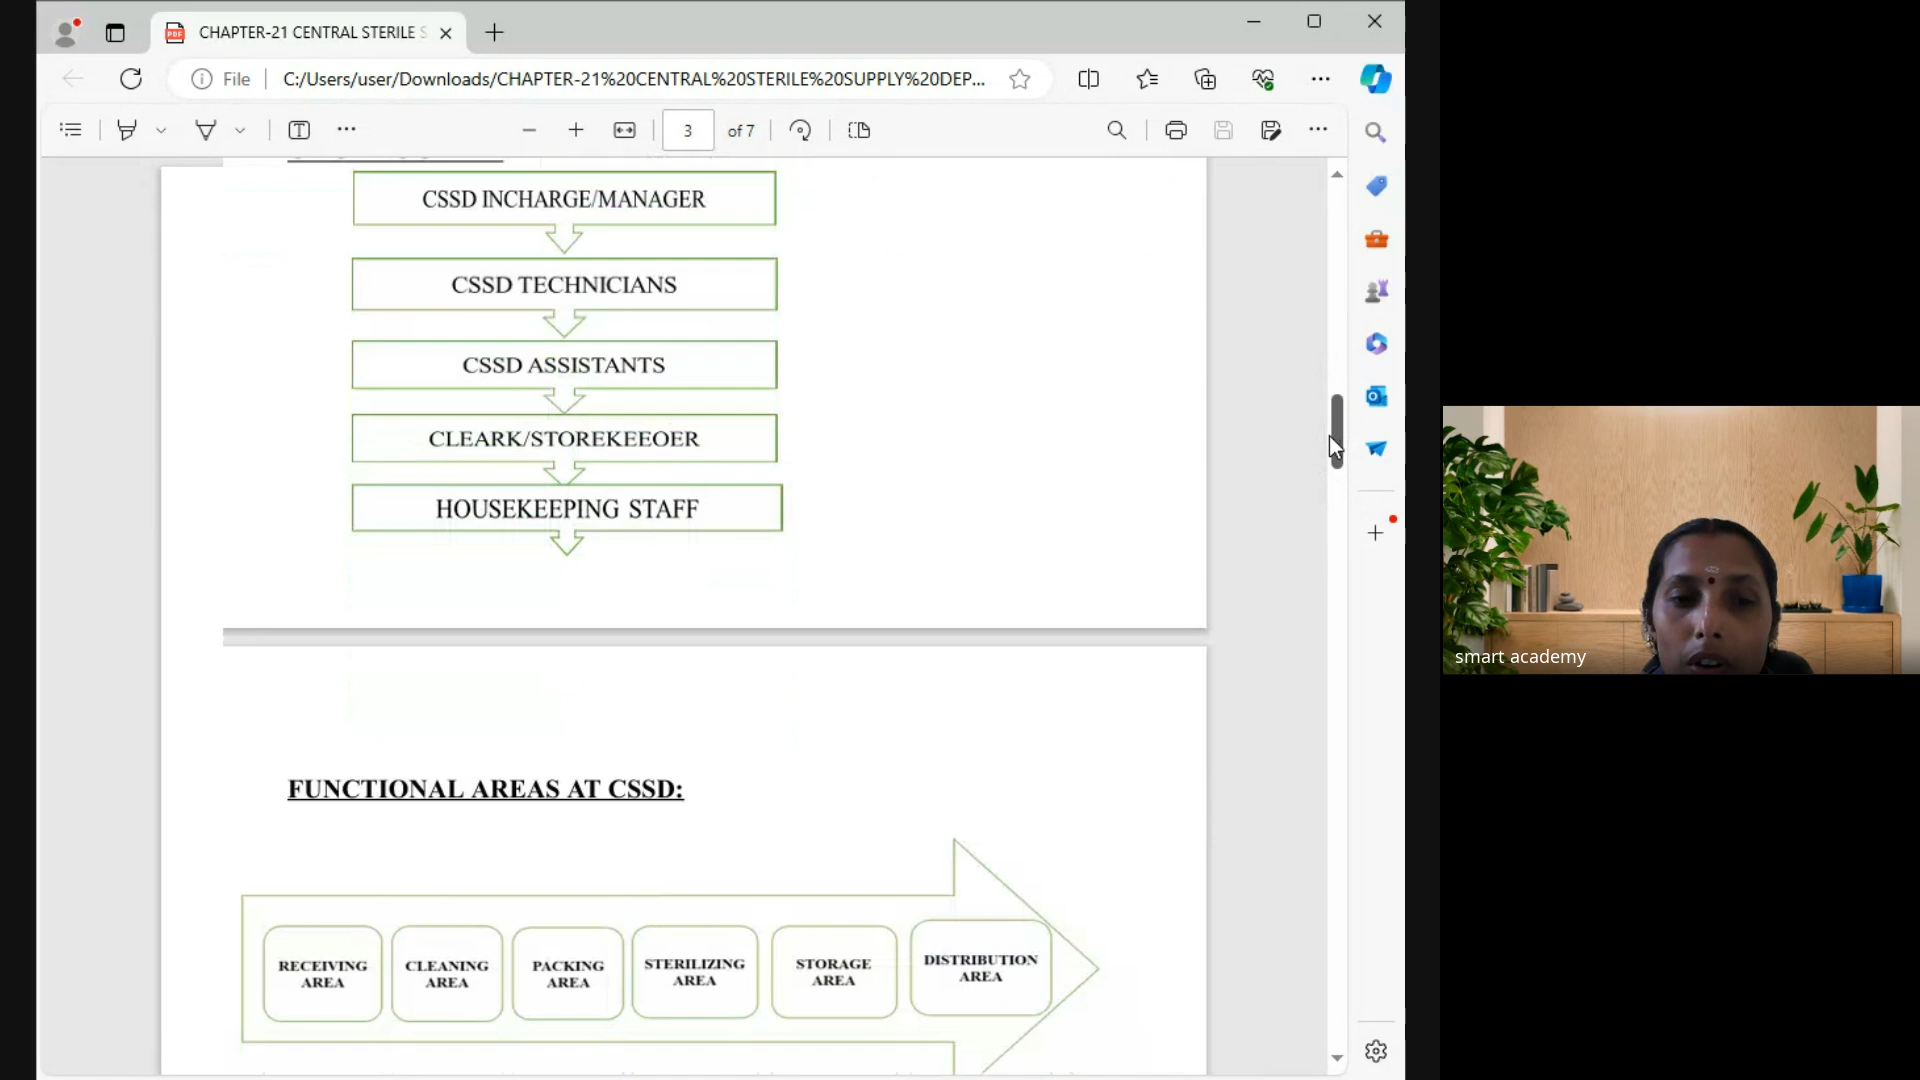 CHAPTER-21 CENTRAL STERILE S
File
C:/Users/user/Downloads/CHAPTER-21%20CENTRAL%20STERILE%20SUPPLY%20DEP...
3
of 7
CSSD INCHARGE/MANAGER
CSSD TECHNICIANS
CSSD ASSISTANTS
CLEARK/STOREKEEOER
HOUSEKEEPING STAFF
FUNCTIONAL AREAS AT CSSD:
RECEIVING
AREA
CLEANING
AREA
PACKING
AREA
STERILIZING
AREA
STORAGE
AREA
DISTRIBUTION
AREA
smart academy